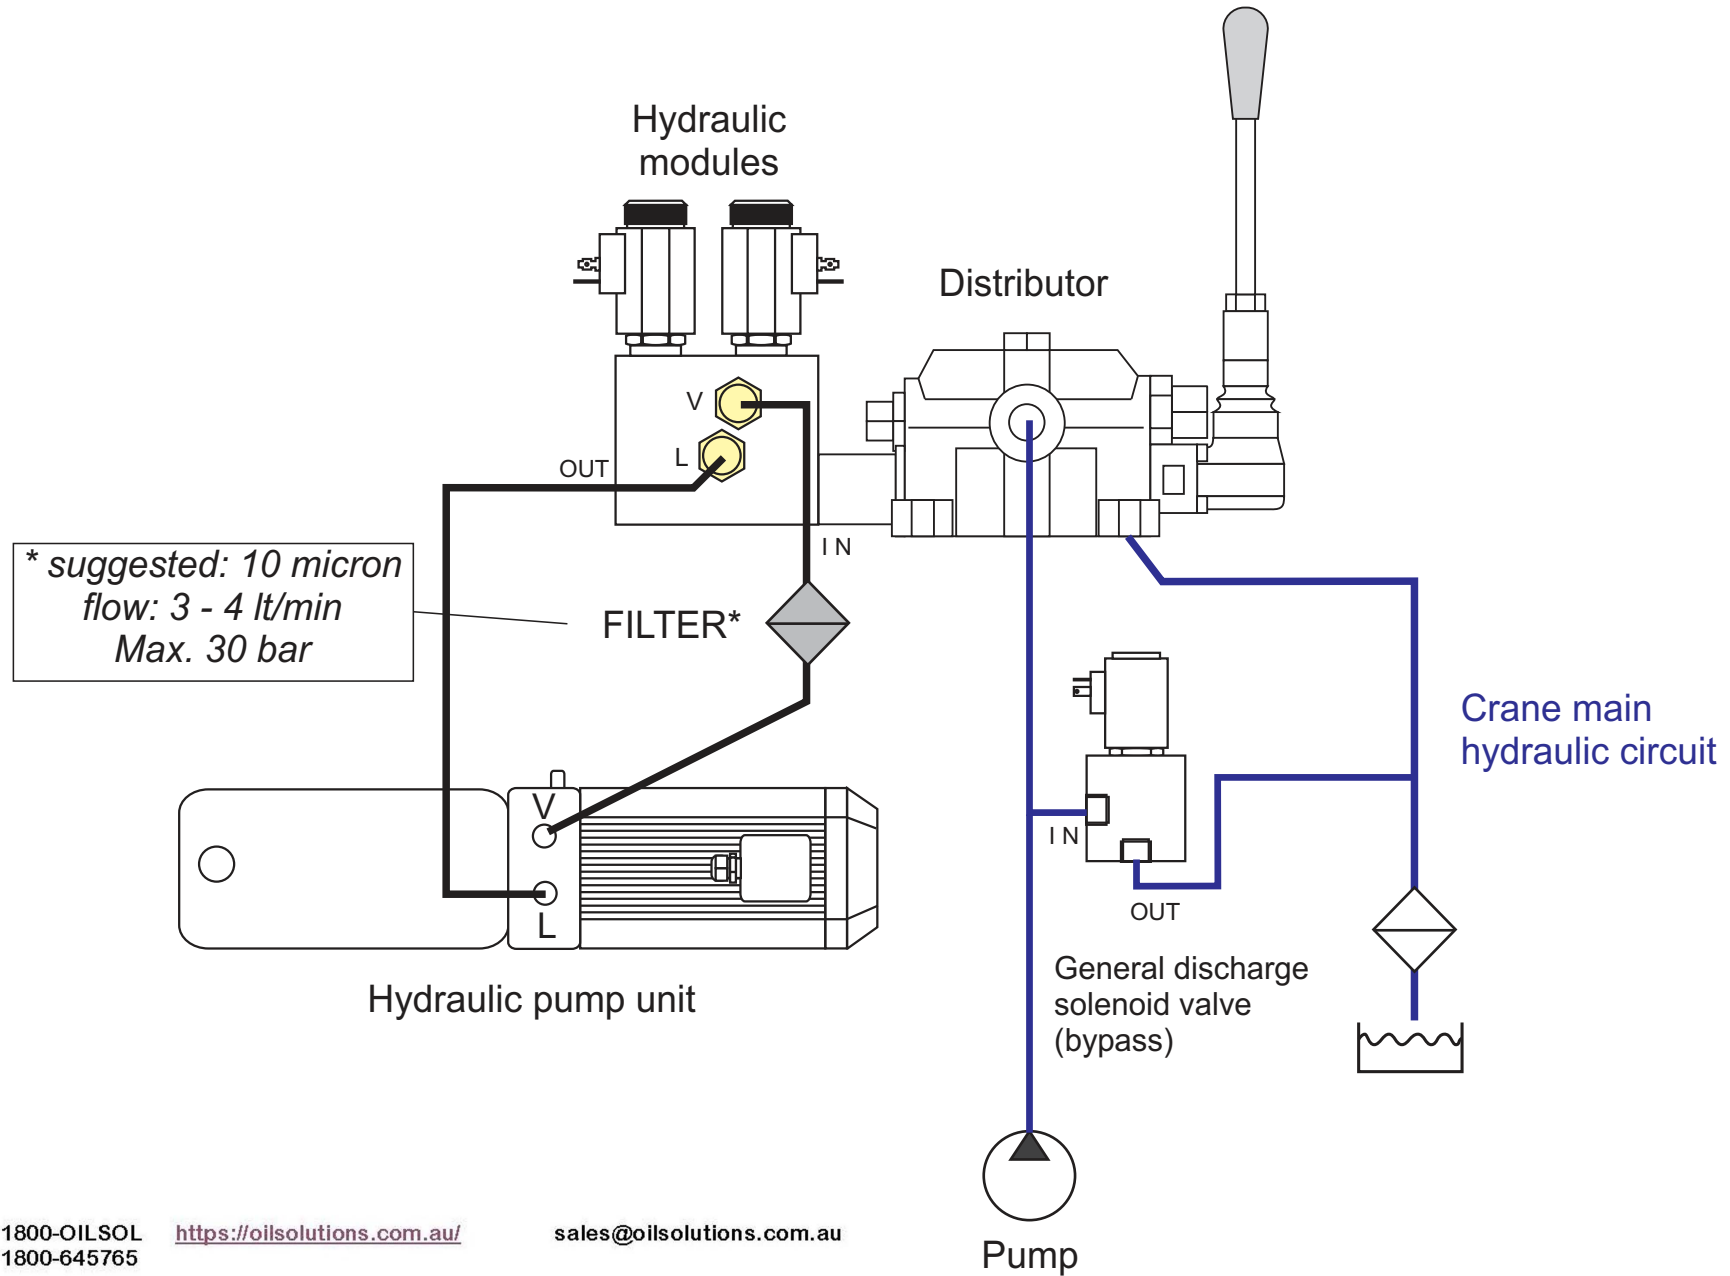 Hydraulic
modules
Distributor
V
L
OUT
I N
* suggested: 10 micron
flow: 3 - 4 lt/min
Max. 30 bar
FILTER*
Crane main
hydraulic circuit
V
L
I N
OUT
Hydraulic pump unit
General discharge
solenoid valve
(bypass)
Pump
1800-OILSOL https://oilsolutions.com.au/ sales@oilsolutions.com.au
1800-645765